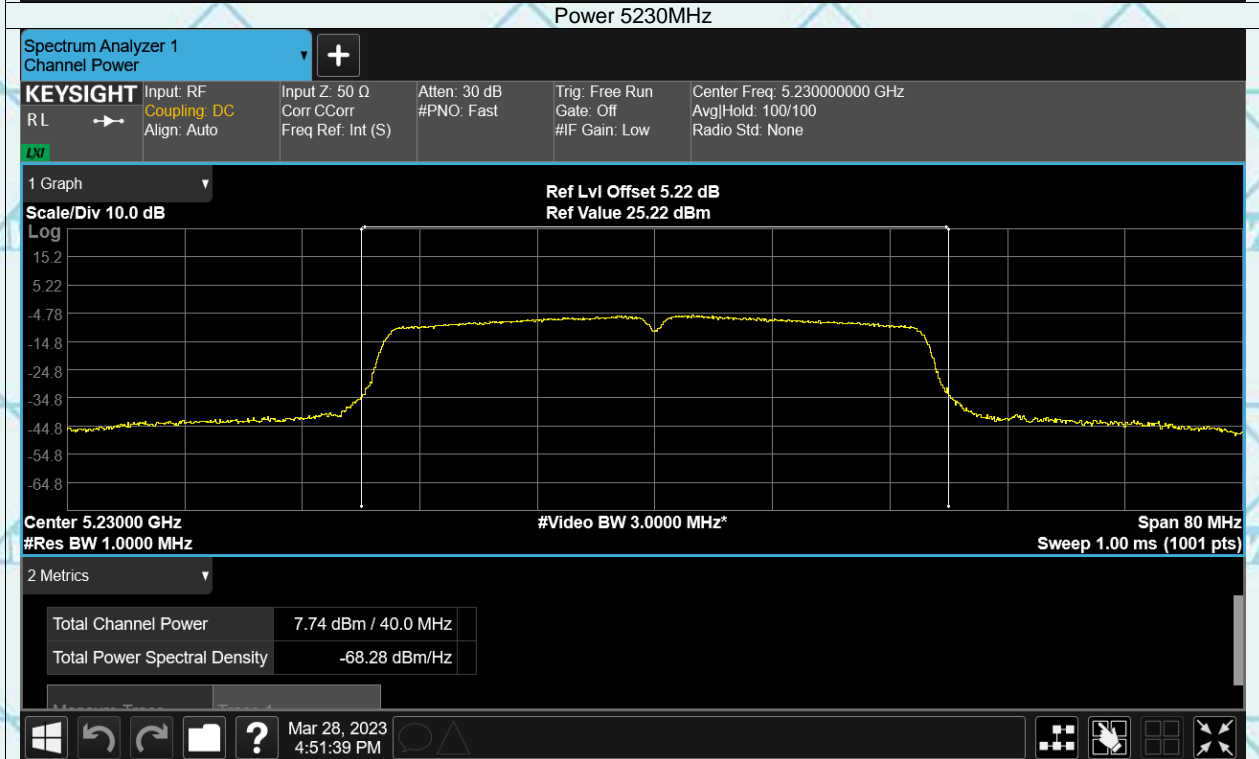 Power 5230MHz
Spectrum Analyzer 1
Channel Power
KEYSIGHT
R L
LXI
Input: RF
Coupling: DC
Align: Auto
Input Z: 50 Ω
Corr CCorr
Freq Ref: Int (S)
Atten: 30 dB
#PNO: Fast
Trig: Free Run
Gate: Off
#IF Gain: Low
Center Freq: 5.230000000 GHz
Avg|Hold: 100/100
Radio Std: None
1 Graph
Scale/Div 10.0 dB
Ref Lvl Offset 5.22 dB
Ref Value 25.22 dBm
Log
15.2
5.22
-4.78
-14.8
-24.8
-34.8
-44.8
-54.8
-64.8
Center 5.23000 GHz
#Video BW 3.0000 MHz*
Span 80 MHz
#Res BW 1.0000 MHz
Sweep 1.00 ms (1001 pts)
2 Metrics
Total Channel Power 7.74 dBm / 40.0 MHz
Total Power Spectral Density -68.28 dBm/Hz
Measure Trace Trace 1
?
Mar 28, 2023
4:51:39 PM